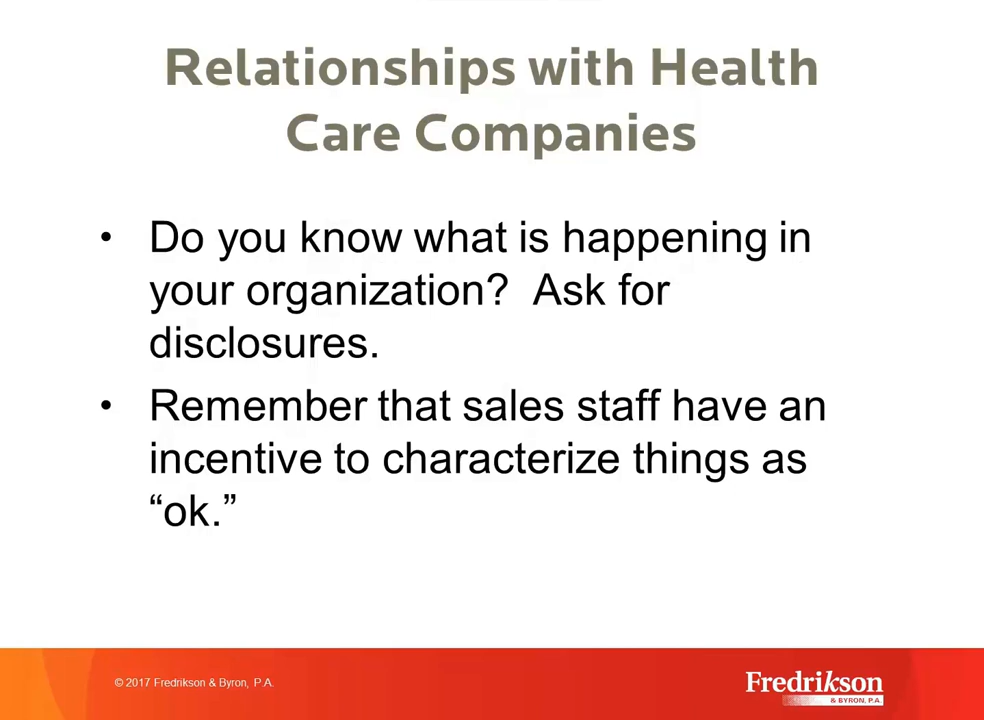 Relationships with Health
Care Companies
• Do you know what is happening in
your organization?  Ask for
disclosures.
• Remember that sales staff have an
incentive to characterize things as
“ok.”
© 2017 Fredrikson & Byron, P.A.
Fredrikson
& BYRON, P.A.